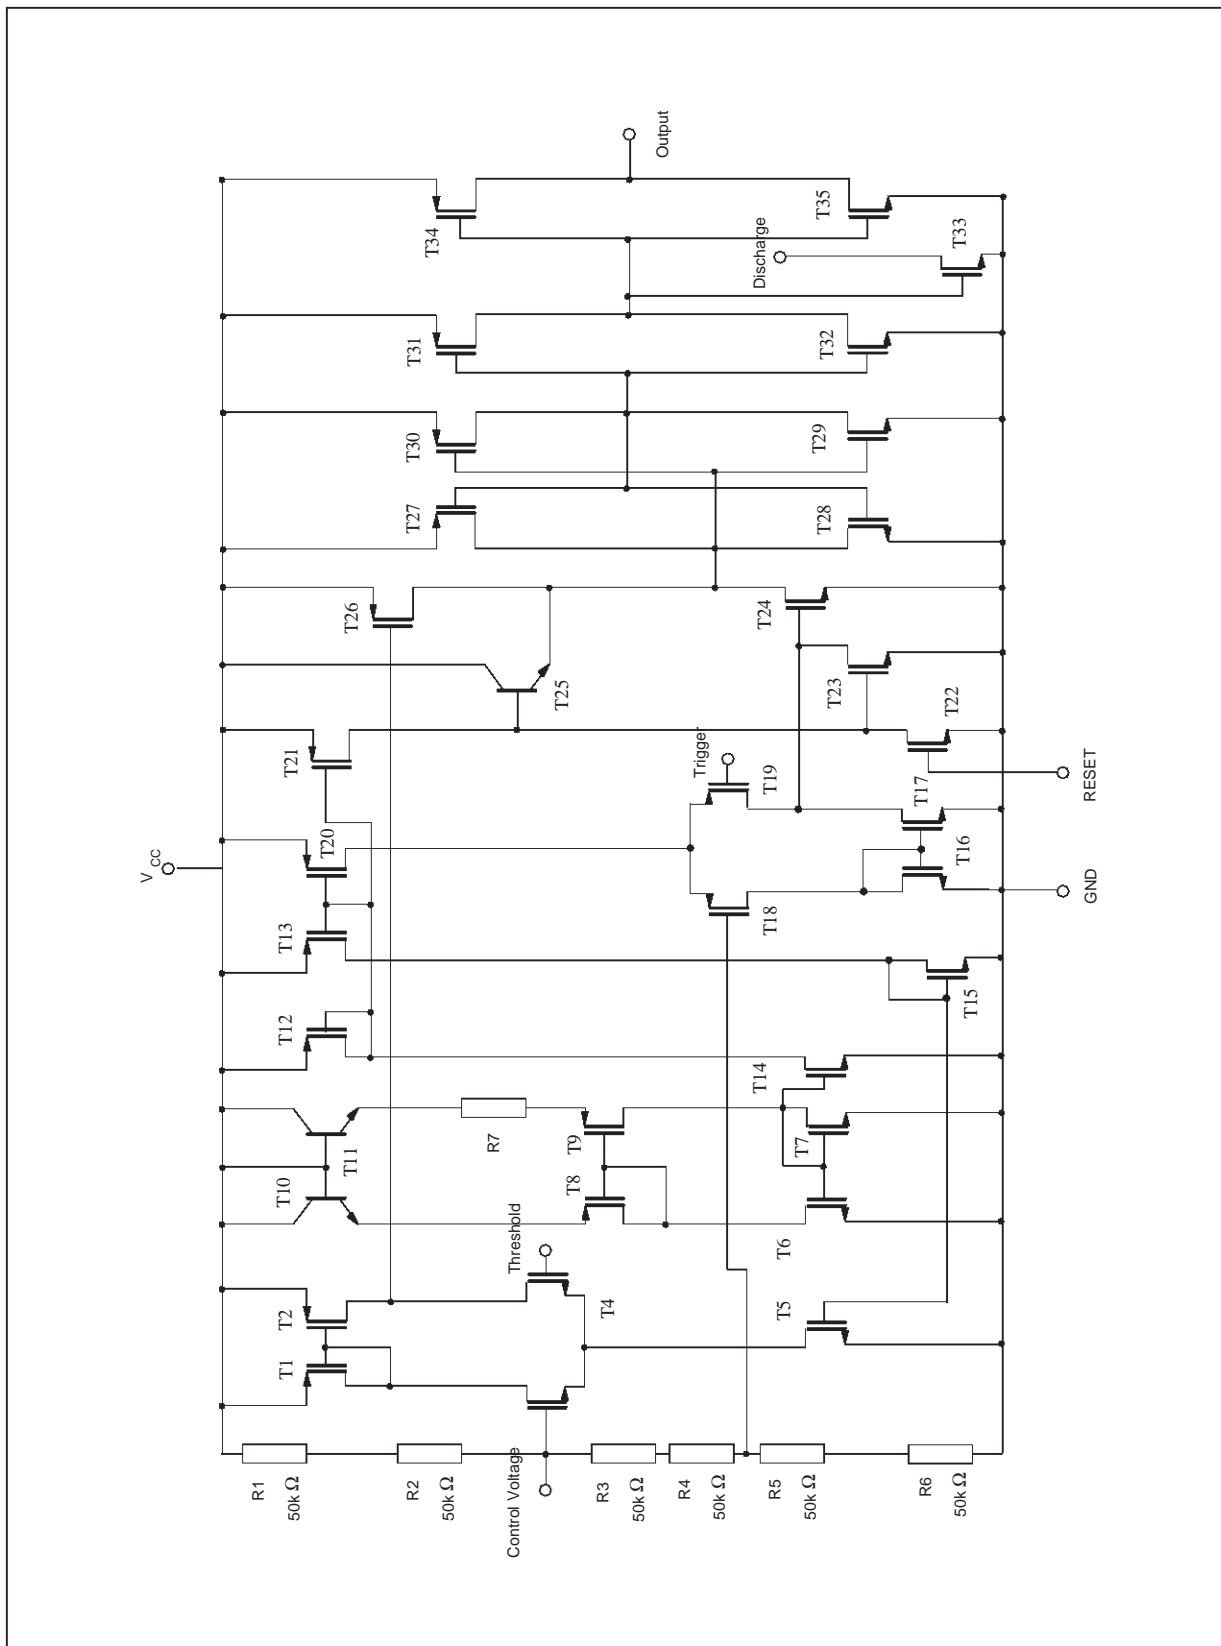 Output
Discharge
T34
T35
T33
T31
T32
T30
T29
T27
T28
T26
T24
T25
T23
T22
T21
Trigger
T19
T17
RESET
T20
T16
V CC
GND
T13
T18
T15
T12
T14
T11
R7
T9
T7
T10
T8
T6
Threshold
T2
T4
T5
T1
Control Voltage
R1
50k Ω
R2
50k Ω
R3
50k Ω
R4
50k Ω
R5
50k Ω
R6
50k Ω